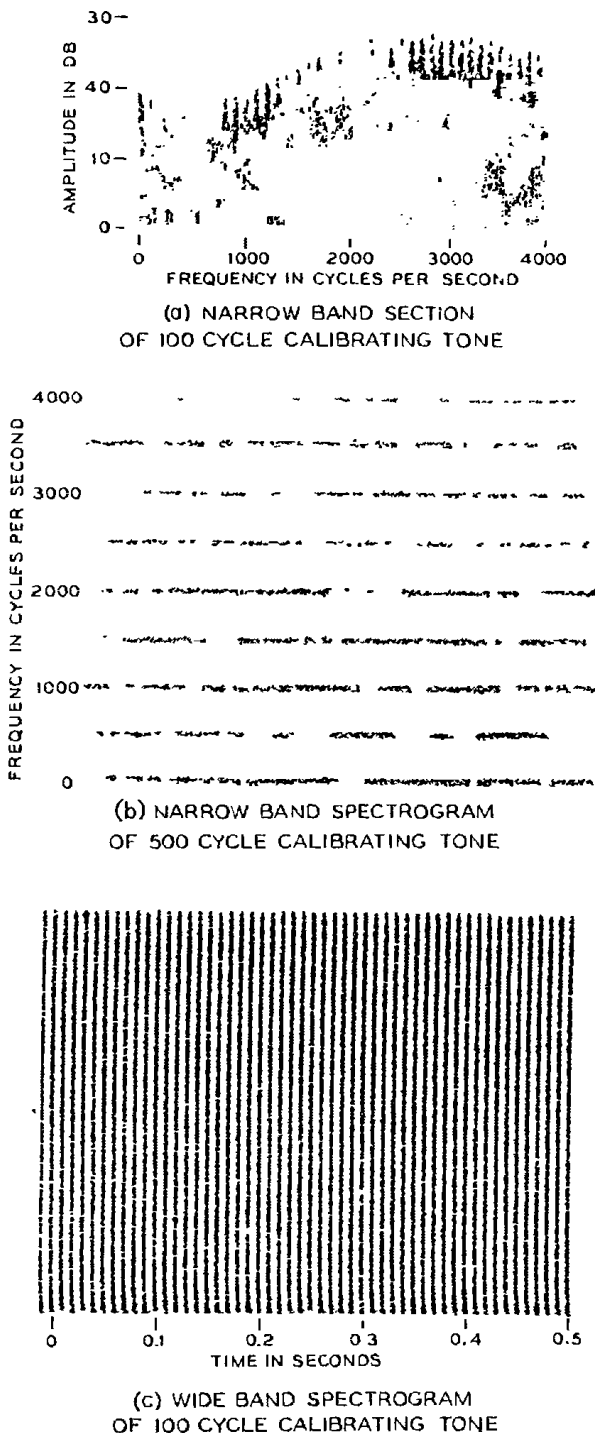 30
40
10
0
AMPLITUDE IN DB
0 1000 2000 3000 4000
FREQUENCY IN CYCLES PER SECOND
(a) NARROW BAND SECTION
OF 100 CYCLE CALIBRATING TONE
4000
3000
2000
1000
0
FREQUENCY IN CYCLES PER SECOND
(b) NARROW BAND SPECTROGRAM
OF 500 CYCLE CALIBRATING TONE
0 0.1 0.2 0.3 0.4 0.5
TIME IN SECONDS
(c) WIDE BAND SPECTROGRAM
OF 100 CYCLE CALIBRATING TONE